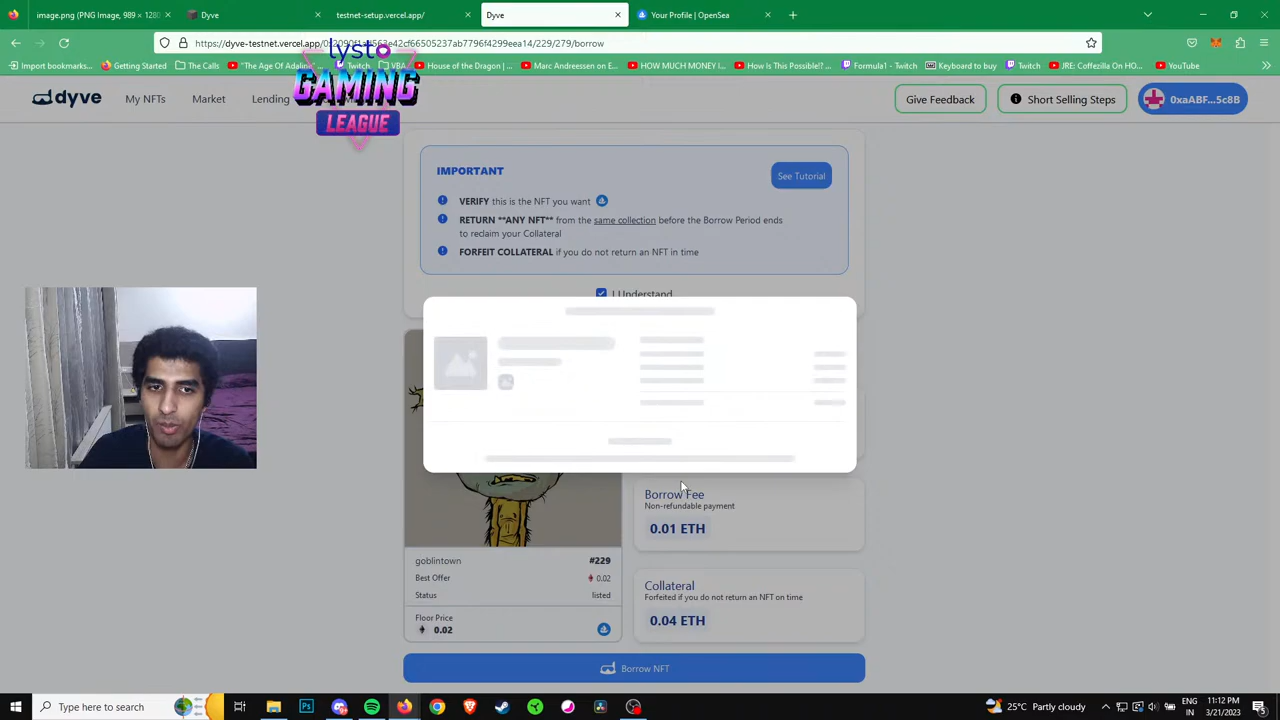 image.png (PNG Image, 989 × 1280
Dyve
testnet-setup.vercel.app/
Dyve
Your Profile | OpenSea
Import bookmarks...
Getting Started
The Calls
"The Age Of Adaline
Twitch
VBA
House of the Dragon | ...
Marc Andreessen on E...
HOW MUCH MONEY I...
How Is This Possible!? ...
Formula1 - Twitch
Keyboard to buy
Twitch
JRE: Coffezilla On HO...
YouTube
dyve
My NFTs
Market
Lending
lysto
GAMING
LEAGUE
Give Feedback
Short Selling Steps
0xaABF...5c8B
IMPORTANT
See Tutorial
VERIFY this is the NFT you want
RETURN **ANY NFT** from the same collection before the Borrow Period ends
to reclaim your Collateral
FORFEIT COLLATERAL if you do not return an NFT in time
I Understand
Borrow Fee
Non-refundable payment
0.01 ETH
goblintown #229
Best Offer 0.02
Status listed
Floor Price
0.02
Collateral
Forfeited if you do not return an NFT on time
0.04 ETH
Borrow NFT
Type here to search
25°C Partly cloudy
ENG
IN
11:12 PM
3/21/2023